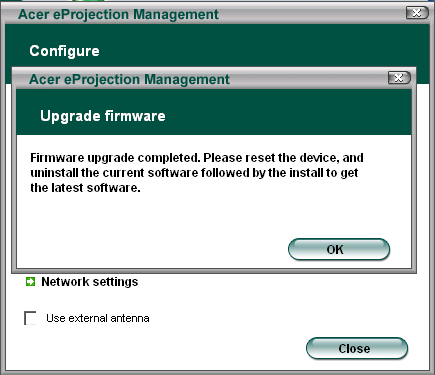 Acer eProjection Management
Configure
Acer eProjection Management
Upgrade firmware
Firmware upgrade completed. Please reset the device, and
uninstall the current software followed by the install to get
the latest software.
OK
Network settings
Use external antenna
Close